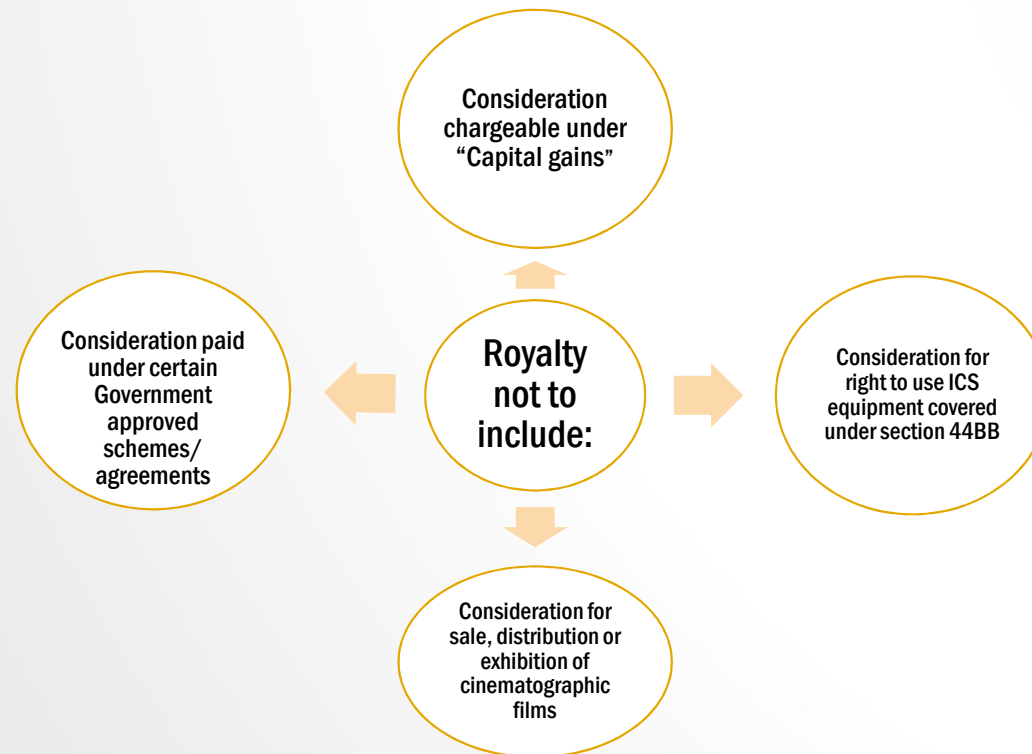 Consideration
chargeable under
“Capital gains”
Consideration paid
under certain
Government
approved
schemes/
agreements
Royalty
not to
include:
Consideration for
right to use ICS
equipment covered
under section 44BB
Consideration for
sale, distribution or
exhibition of
cinematographic
films